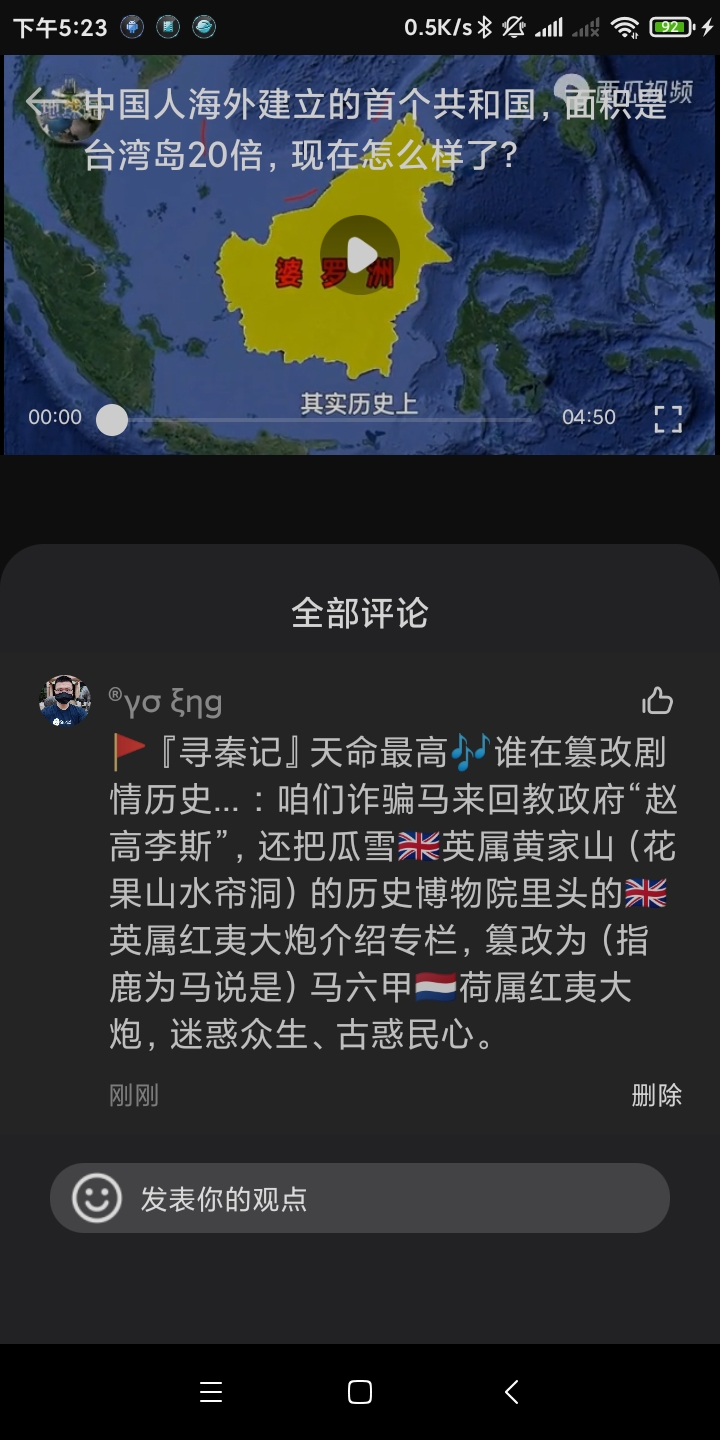 下午5:23
0.5K/s
92
中国人海外建立的首个共和国，面积是
西瓜视频
台湾岛20倍，现在怎么样了?
婆罗洲
其实历史上
00:00
04:50
全部评论
®γσ ξηg
🚩『寻秦记』天命最高🎶谁在篡改剧
情历史...：咱们诈骗马来回教政府“赵
高李斯”，还把瓜雪🇬🇧英属黄家山（花
果山水帘洞）的历史博物院里头的🇬🇧
英属红夷大炮介绍专栏，篡改为（指
鹿为马说是）马六甲🇳🇱荷属红夷大
炮，迷惑众生、古惑民心。
刚刚
删除
发表你的观点